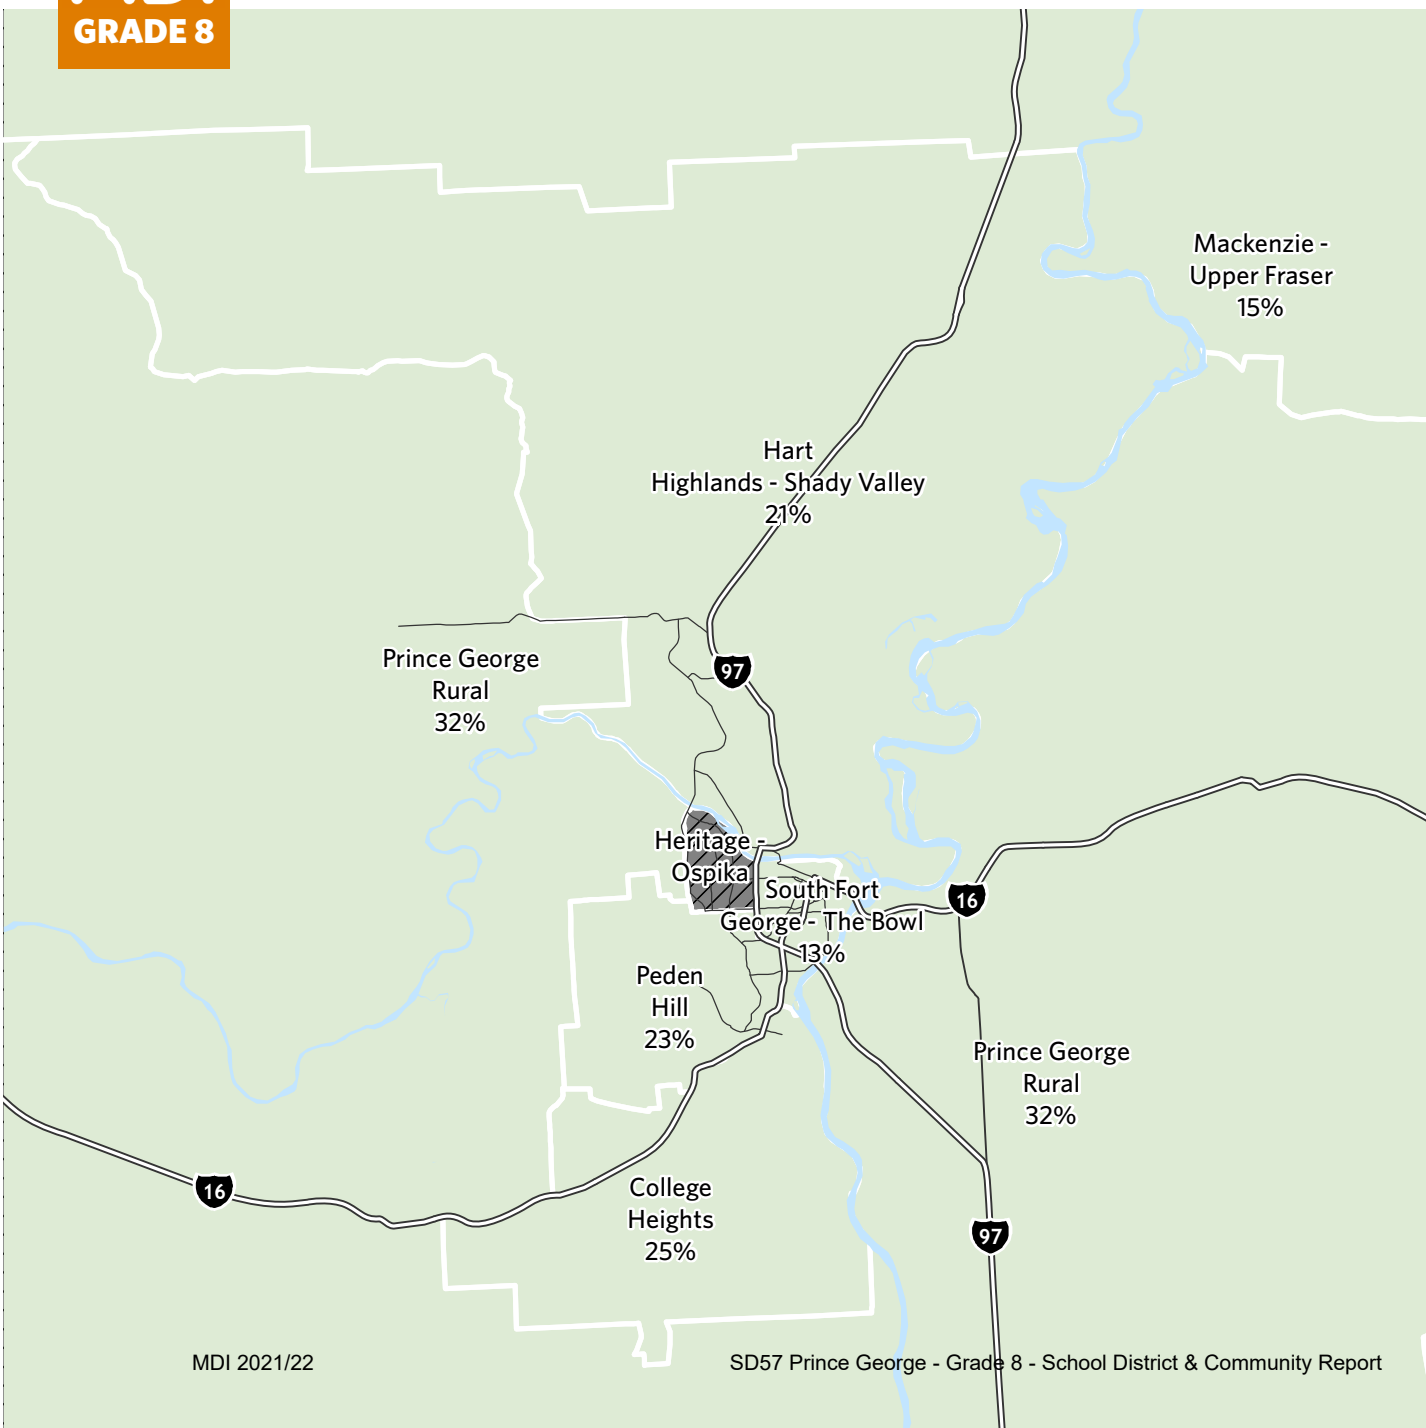 GRADE 8
Mackenzie -
Upper Fraser
15%
Hart
Highlands - Shady Valley
21%
Prince George
Rural
32%
97
Heritage -
Ospika
South Fort
George - The Bowl
13%
16
Peden
Hill
23%
Prince George
Rural
32%
16
College
Heights
25%
97
MDI 2021/22
SD57 Prince George - Grade 8 - School District & Community Report